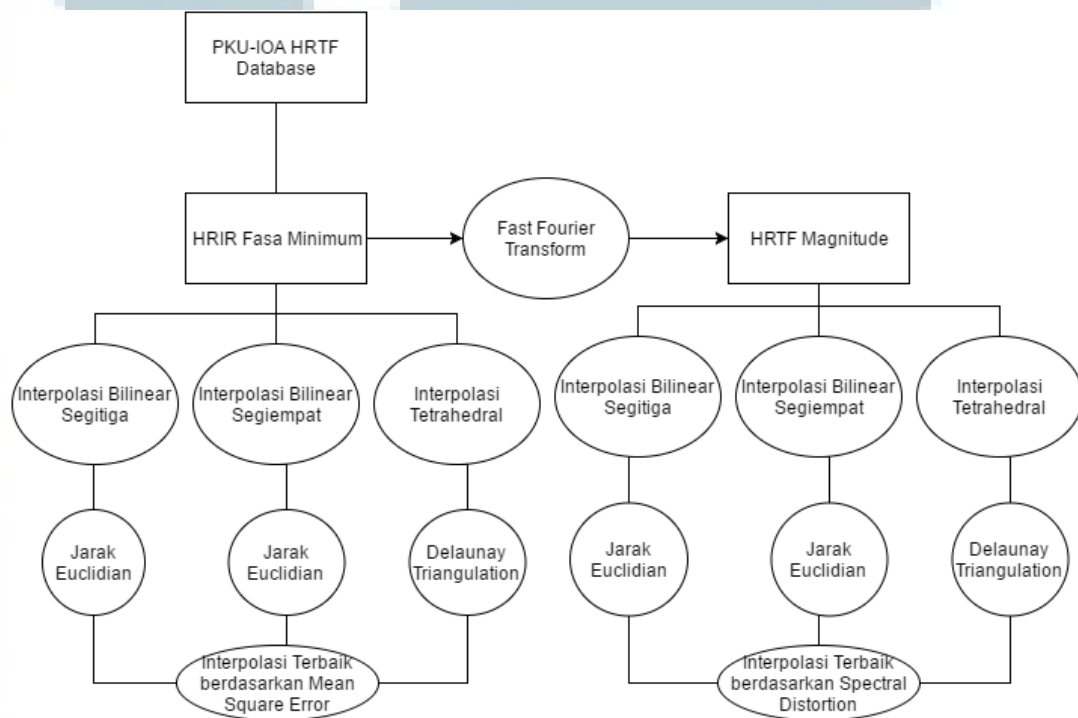 PKU-IOA HRTF
Database
HRIR Fasa Minimum
Fast Fourier
Transform
HRTF Magnitude
Interpolasi Bilinear
Segitiga
Interpolasi Bilinear
Segiempat
Interpolasi
Tetrahedral
Interpolasi Bilinear
Segitiga
Interpolasi Bilinear
Segiempat
Interpolasi
Tetrahedral
Jarak
Euclidian
Jarak
Euclidian
Delaunay
Triangulation
Jarak
Euclidian
Jarak
Euclidian
Delaunay
Triangulation
Interpolasi Terbaik
berdasarkan Mean
Square Error
Interpolasi Terbaik
berdasarkan Spectral
Distortion